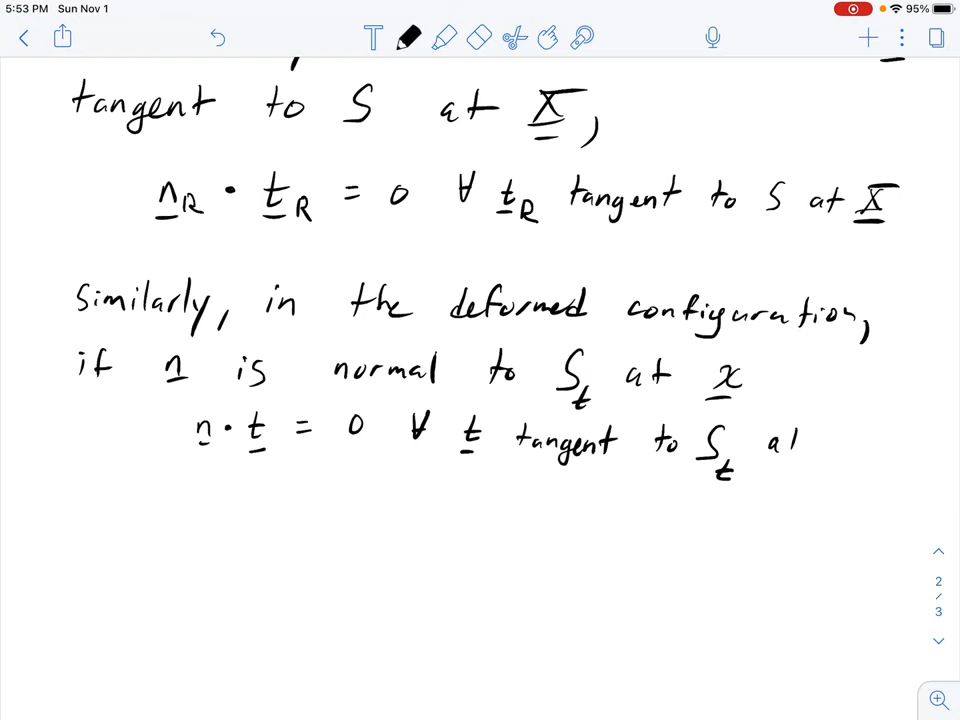 5:53 PM Sun Nov 1 95%
tangent to S at X,
n_R · t_R = 0 ∀ t_R tangent to S at X
similarly, in the deformed configuration,
if n is normal to S_t at x
n · t = 0 ∀ t tangent to S_t at
2
/
3